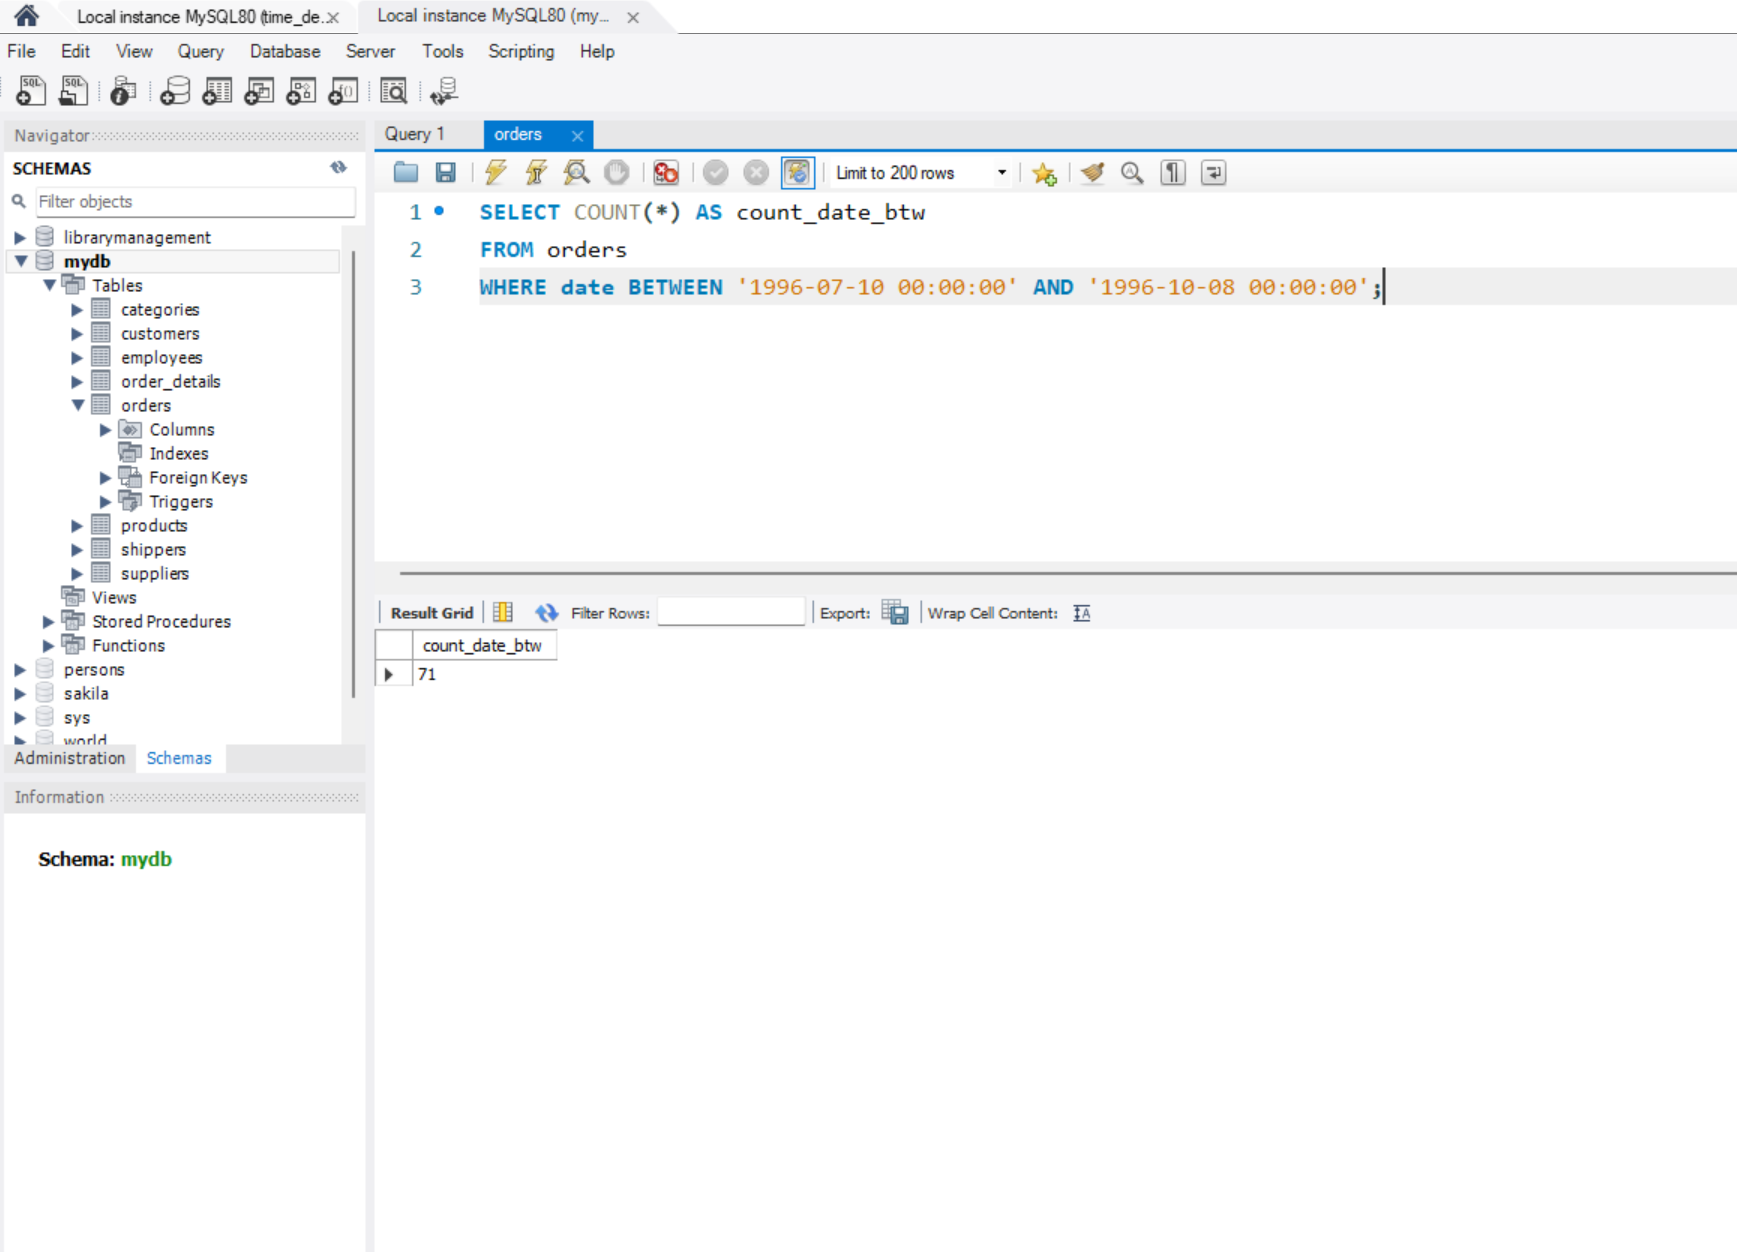 Local instance MySQL80 (time_de...
Local instance MySQL80 (my...
File Edit View Query Database Server Tools Scripting Help
SQL SQL
Navigator
Query 1 orders
SCHEMAS
Limit to 200 rows
Filter objects
1 SELECT COUNT(*) AS count_date_btw
2 FROM orders
3 WHERE date BETWEEN '1996-07-10 00:00:00' AND '1996-10-08 00:00:00';
librarymanagement
mydb
Tables
categories
customers
employees
order_details
orders
Columns
Indexes
Foreign Keys
Triggers
products
shippers
suppliers
Views
Stored Procedures
Functions
persons
sakila
sys
world
Administration Schemas
Information
Schema: mydb
Result Grid Filter Rows: Export: Wrap Cell Content:
count_date_btw
71